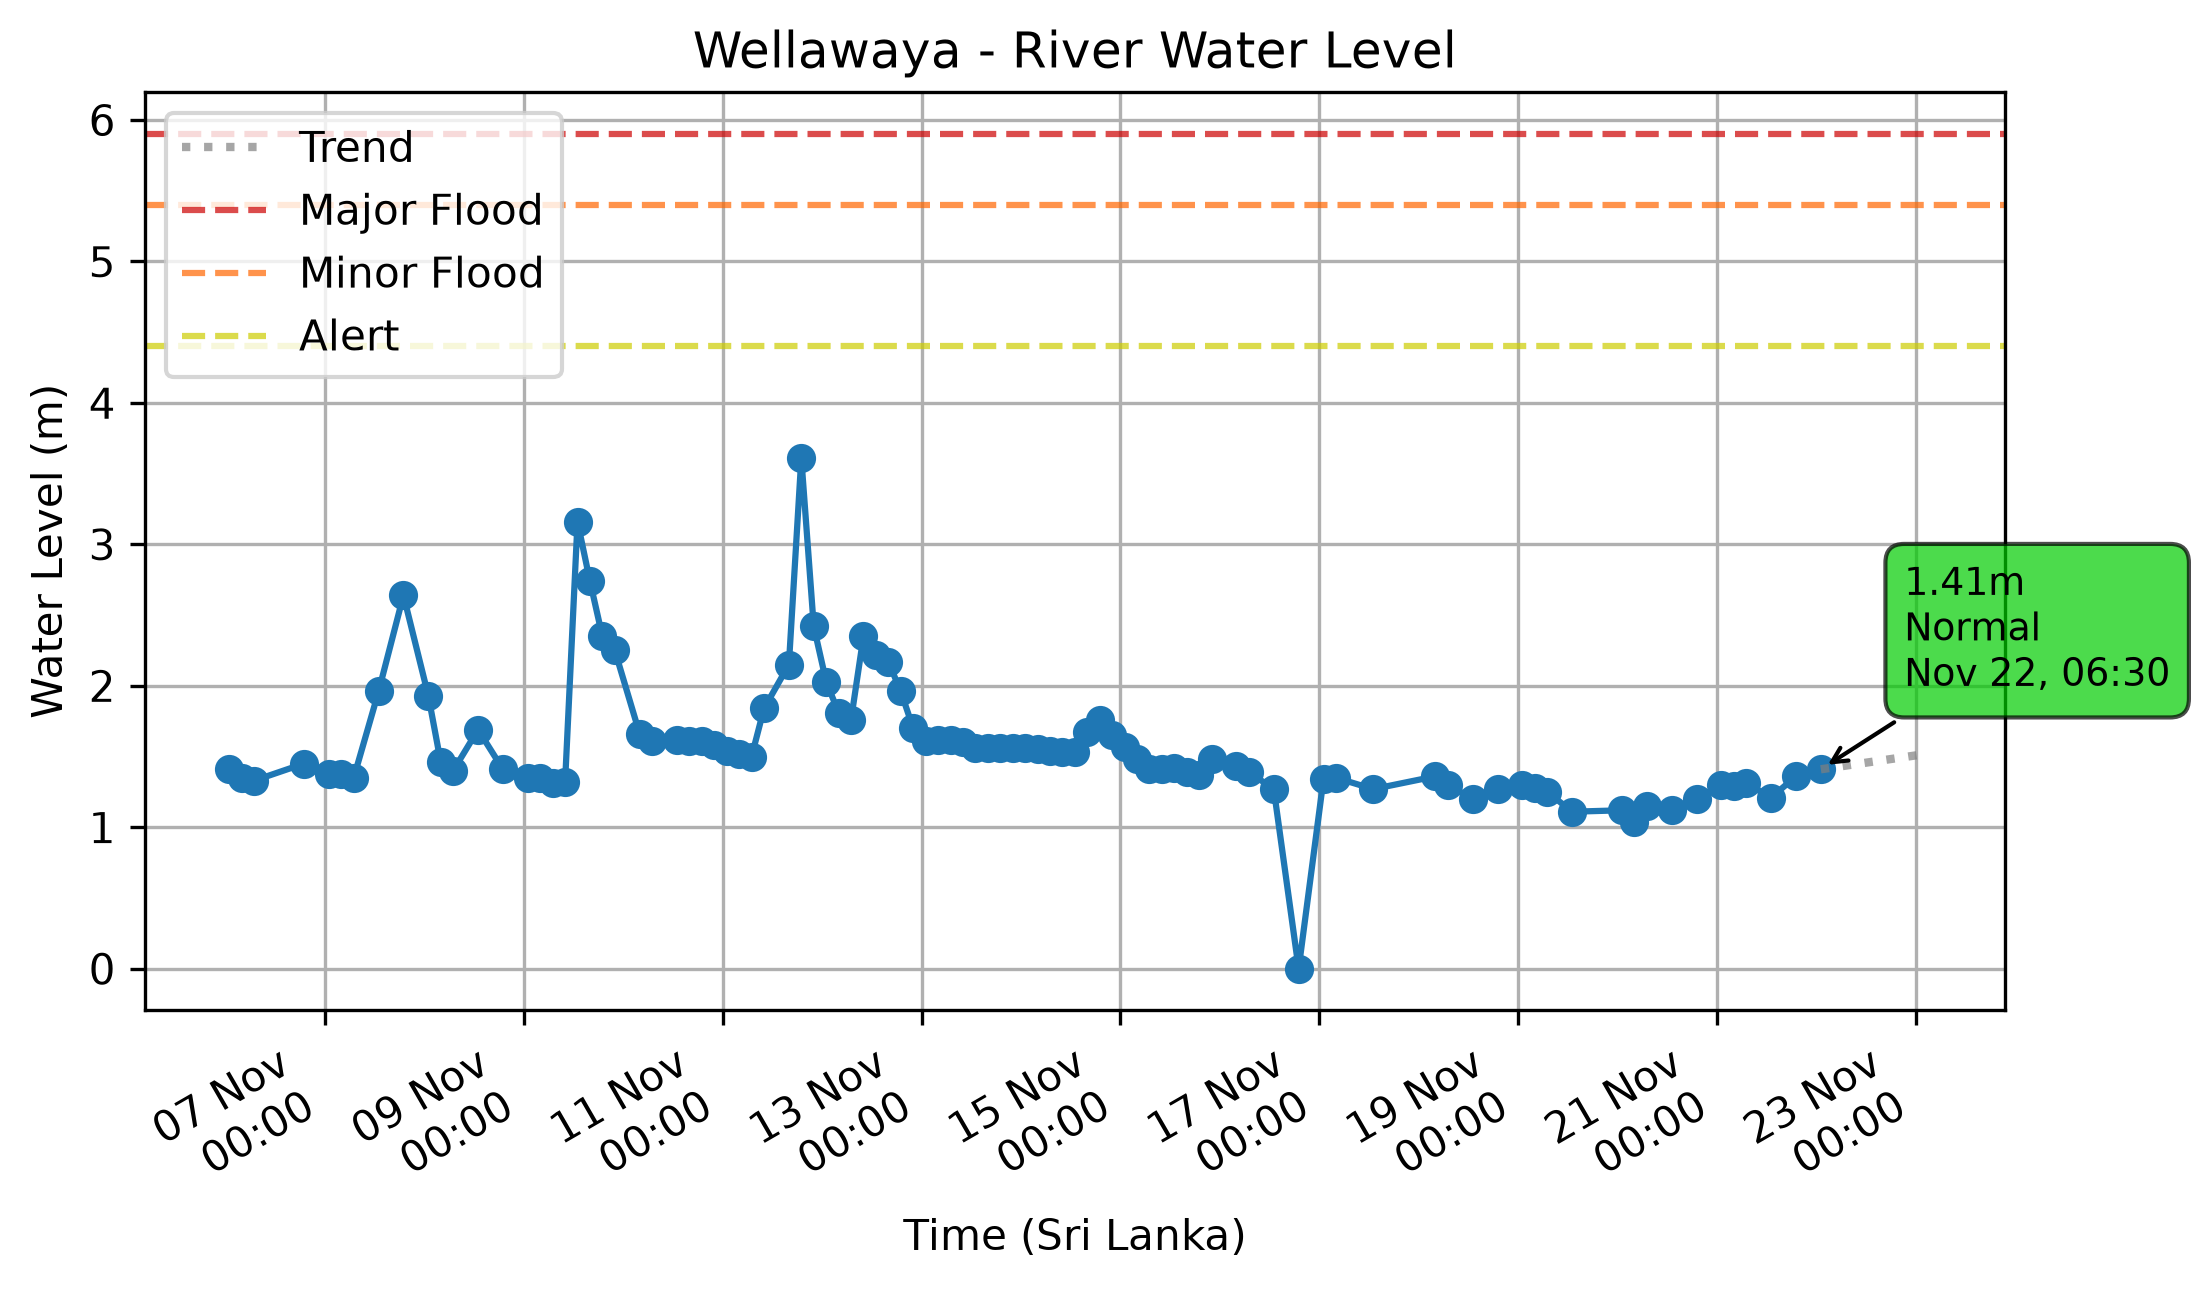 Wellawaya - River Water Level
Trend
Major Flood
Minor Flood
Alert
Water Level (m)
6
5
4
3
2
1
0
1.41m
Normal
Nov 22, 06:30
07 Nov
00:00
09 Nov
00:00
11 Nov
00:00
13 Nov
00:00
15 Nov
00:00
17 Nov
00:00
19 Nov
00:00
21 Nov
00:00
23 Nov
00:00
Time (Sri Lanka)